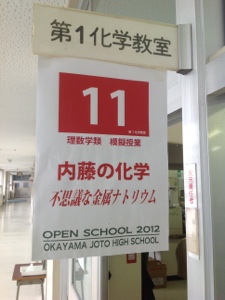 第1化学教室
11
理数学類 模擬授業
内藤の化学
不思議な金属ナトリウム
OPEN SCHOOL 2012
OKAYAMA JOTO HIGH SCHOOL